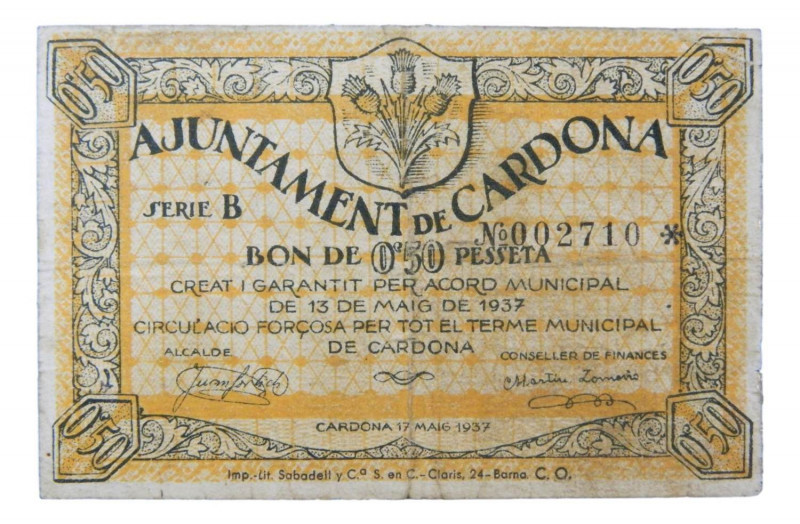 0'50 0'50
AJUNTAMENT DE CARDONA
SERIE B
Nº 002710 *
BON DE 0'50 PESSETA
CREAT I GARANTIT PER ACORD MUNICIPAL
DE 13 DE MAIG DE 1937
CIRCULACIO FORÇOSA PER TOT EL TERME MUNICIPAL
DE CARDONA
ALCALDE
CONSELLER DE FINANCES
CARDONA 17 MAIG 1937
0'50 0'50
Imp.-Lit. Sabadell y C.ª S. en C.-Claris, 24-Barna. C. O.